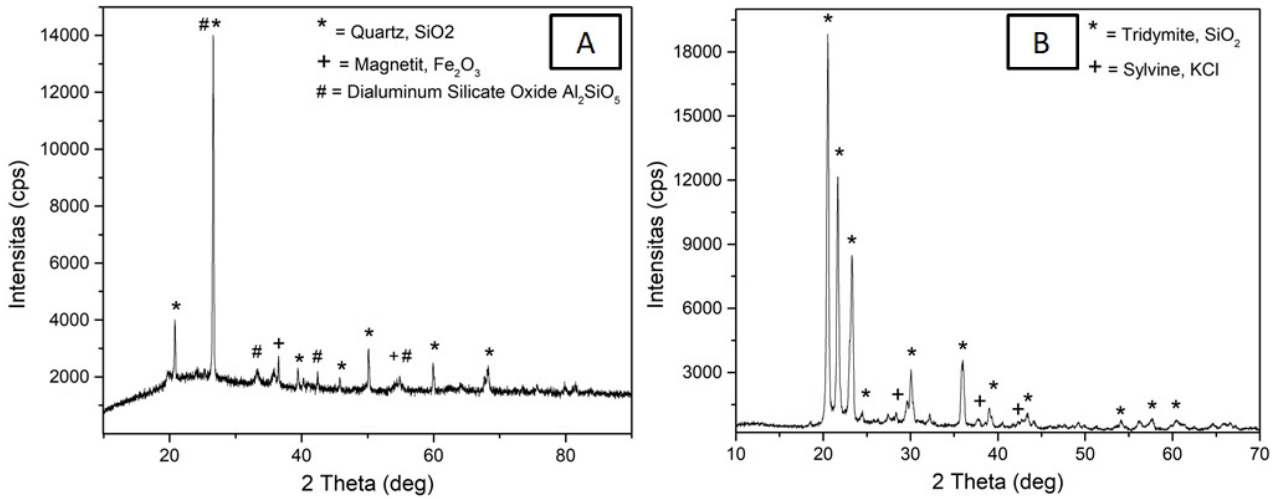 A
* = Quartz, SiO2
+ = Magnetit, Fe₂O₃
# = Dialuminum Silicate Oxide Al₂SiO₅
#*
*
#
+
*
#
*
*
+ #
*
*
14000
12000
10000
8000
6000
4000
2000
Intensitas (cps)
20 40 60 80
2 Theta (deg)
B
* = Tridymite, SiO₂
+ = Sylvine, KCl
*
*
*
*
+
*
*
+
*
+
*
*
*
*
18000
15000
12000
9000
6000
3000
Intensitas (cps)
10 20 30 40 50 60 70
2 Theta (deg)